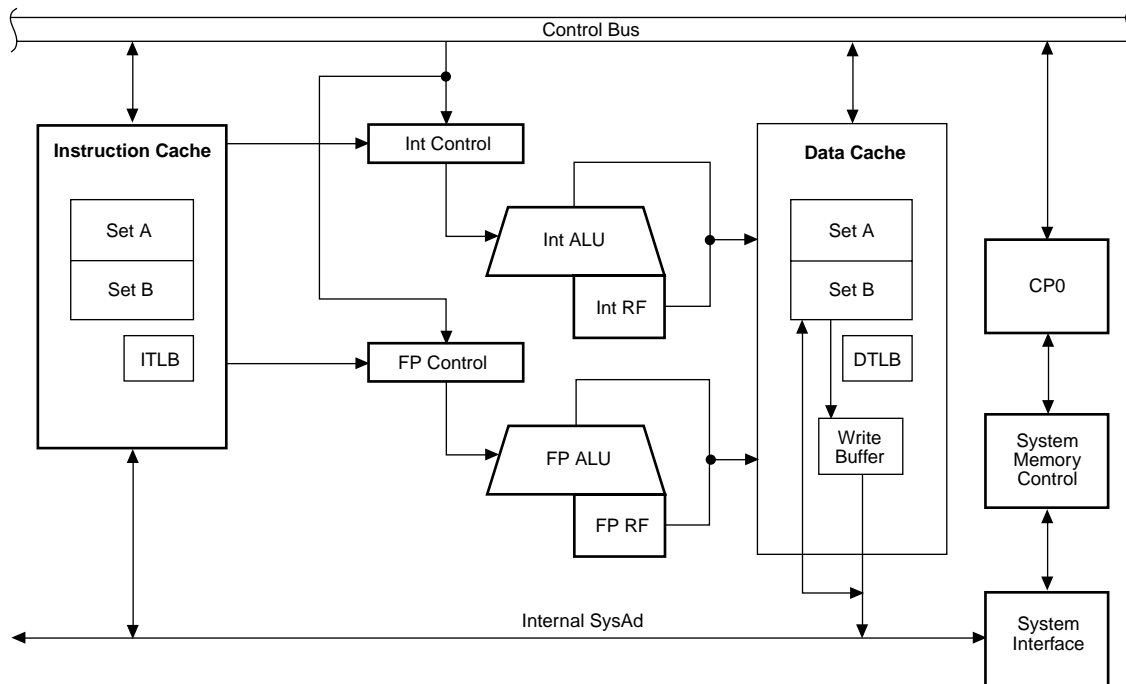 Control Bus
Instruction Cache
Set A
Set B
ITLB
Int Control
FP Control
Int ALU
Int RF
FP ALU
FP RF
Data Cache
Set A
Set B
DTLB
Write
Buffer
CP0
System
Memory
Control
System
Interface
Internal SysAd